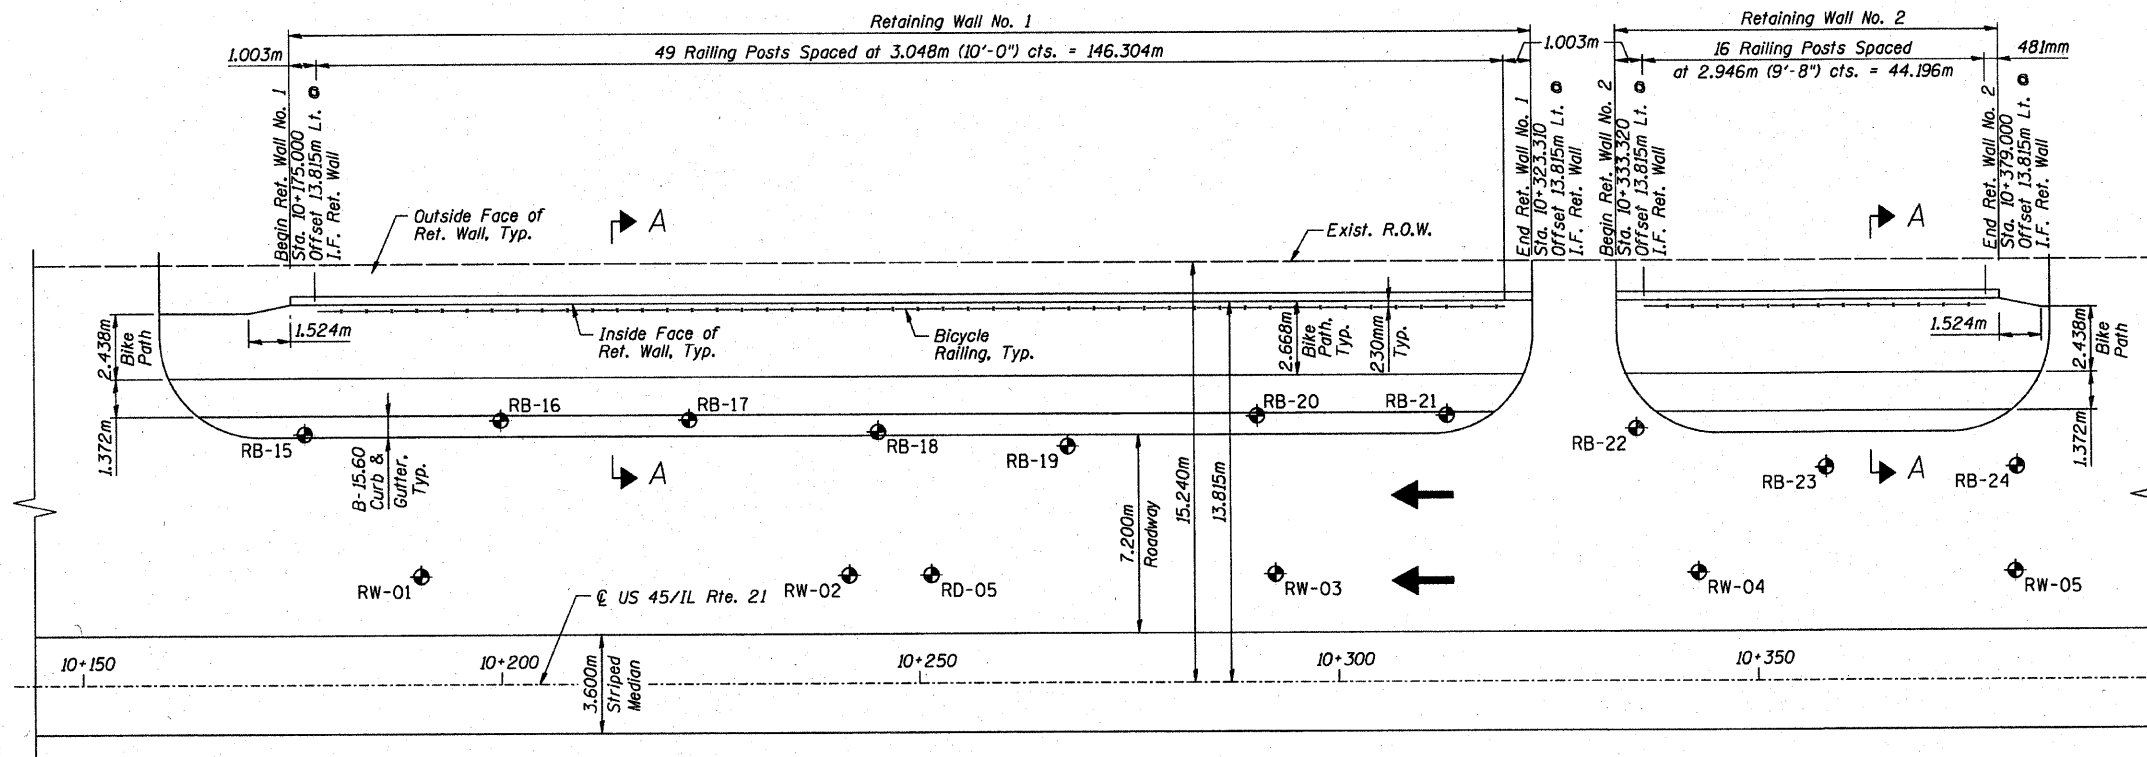 Retaining Wall No. 1
Retaining Wall No. 2
49 Railing Posts Spaced at 3.048m (10'-0") cts. = 146.304m
1.003m
1.003m
16 Railing Posts Spaced
at 2.946m (9'-8") cts. = 44.196m
481mm
Begin Ret. Wall No. 1
Sta. 10+175.000
Offset 13.815m Lt. @
I.F. Ret. Wall
End Ret. Wall No. 1
Sta. 10+323.310
Offset 13.815m Lt. @
I.F. Ret. Wall
Begin Ret. Wall No. 2
Sta. 10+333.320
Offset 13.815m Lt. @
I.F. Ret. Wall
End Ret. Wall No. 2
Sta. 10+379.000
Offset 13.815m Lt. @
I.F. Ret. Wall
Outside Face of
Ret. Wall, Typ.
A
Exist. R.O.W.
A
2.438m
Bike
Path
1.524m
Inside Face of
Ret. Wall, Typ.
Bicycle
Railing, Typ.
2.668m
Bike
Path,
Typ.
230mm
Typ.
1.524m
2.438m
Bike
Path
1.372m
RB-15
RB-16
RB-17
RB-18
RB-19
RB-20
RB-21
RB-22
RB-23
RB-24
1.372m
B-15.60
Curb &
Gutter,
Typ.
A
A
7.200m
Roadway
15.240m
13.815m
RW-01
RW-02
RD-05
RW-03
RW-04
RW-05
℄ US 45/IL Rte. 21
10+150
10+200
10+250
10+300
10+350
3.600m
Striped
Median